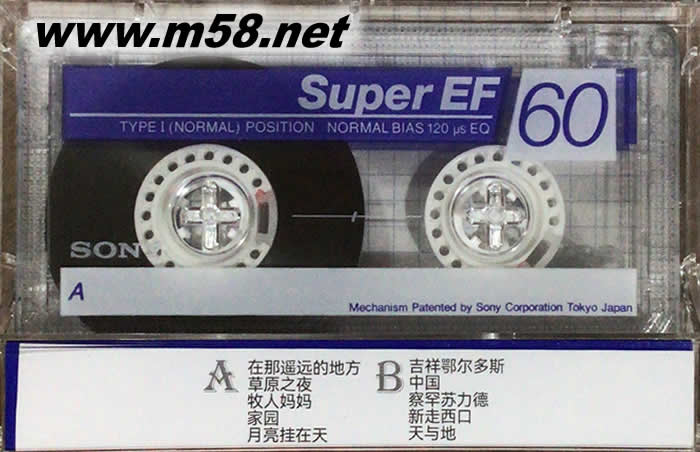 www.m58.net
Super EF
60
TYPE I (NORMAL) POSITION NORMAL BIAS 120 µs EQ
SONY
A
Mechanism Patented by Sony Corporation Tokyo Japan
A
在那遥远的地方
草原之夜
牧人妈妈
家园
月亮挂在天
B
吉祥鄂尔多斯
中国
察罕苏力德
新走西口
天与地